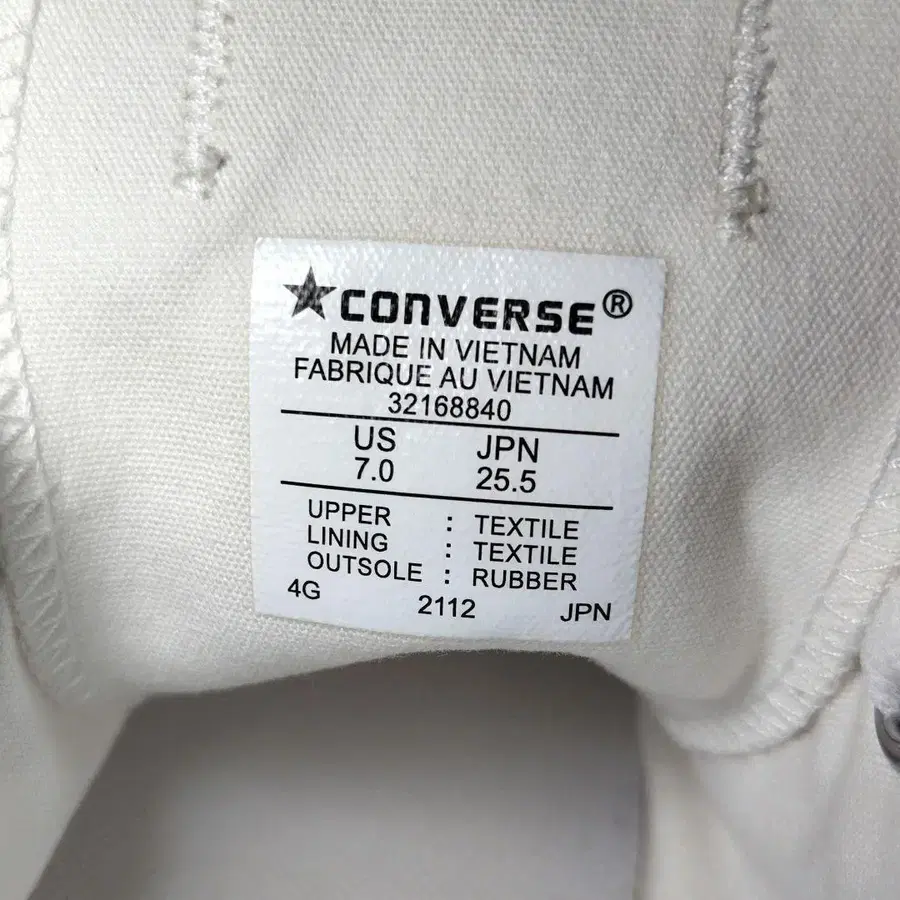 ★CONVERSE®
MADE IN VIETNAM
FABRIQUE AU VIETNAM
32168840
US JPN
7.0 25.5
UPPER : TEXTILE
LINING : TEXTILE
OUTSOLE : RUBBER
4G 2112 JPN